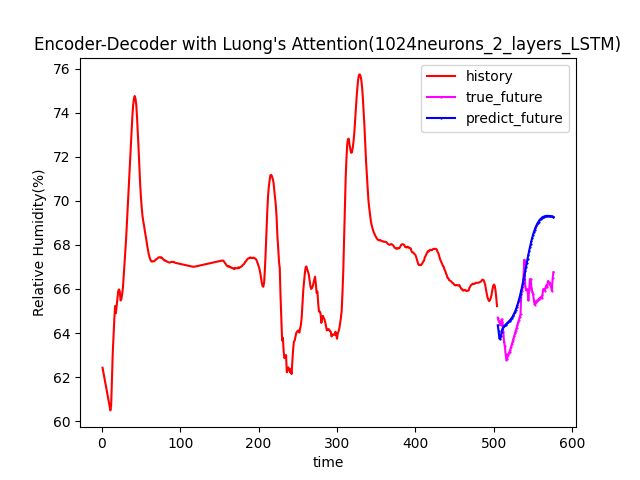 Encoder-Decoder with Luong's Attention(1024neurons_2_layers_LSTM)
history
true_future
predict_future
Relative Humidity(%)
76
74
72
70
68
66
64
62
60
0 100 200 300 400 500 600
time